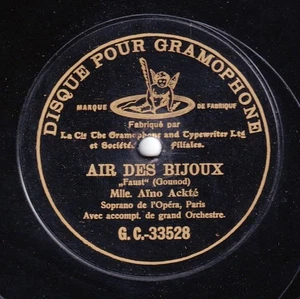 DISQUE POUR GRAMOPHONE
MARQUE DE FABRIQUE
Fabriqué par
La Cie The Gramophone and Typewriter Ltd
et Sociétés Filiales.
AIR DES BIJOUX
„Faust“ (Gounod)
Mlle. Aïno Ackté
Soprano de l'Opéra, Paris
Avec accompt. de grand Orchestre.
G.C.-33528